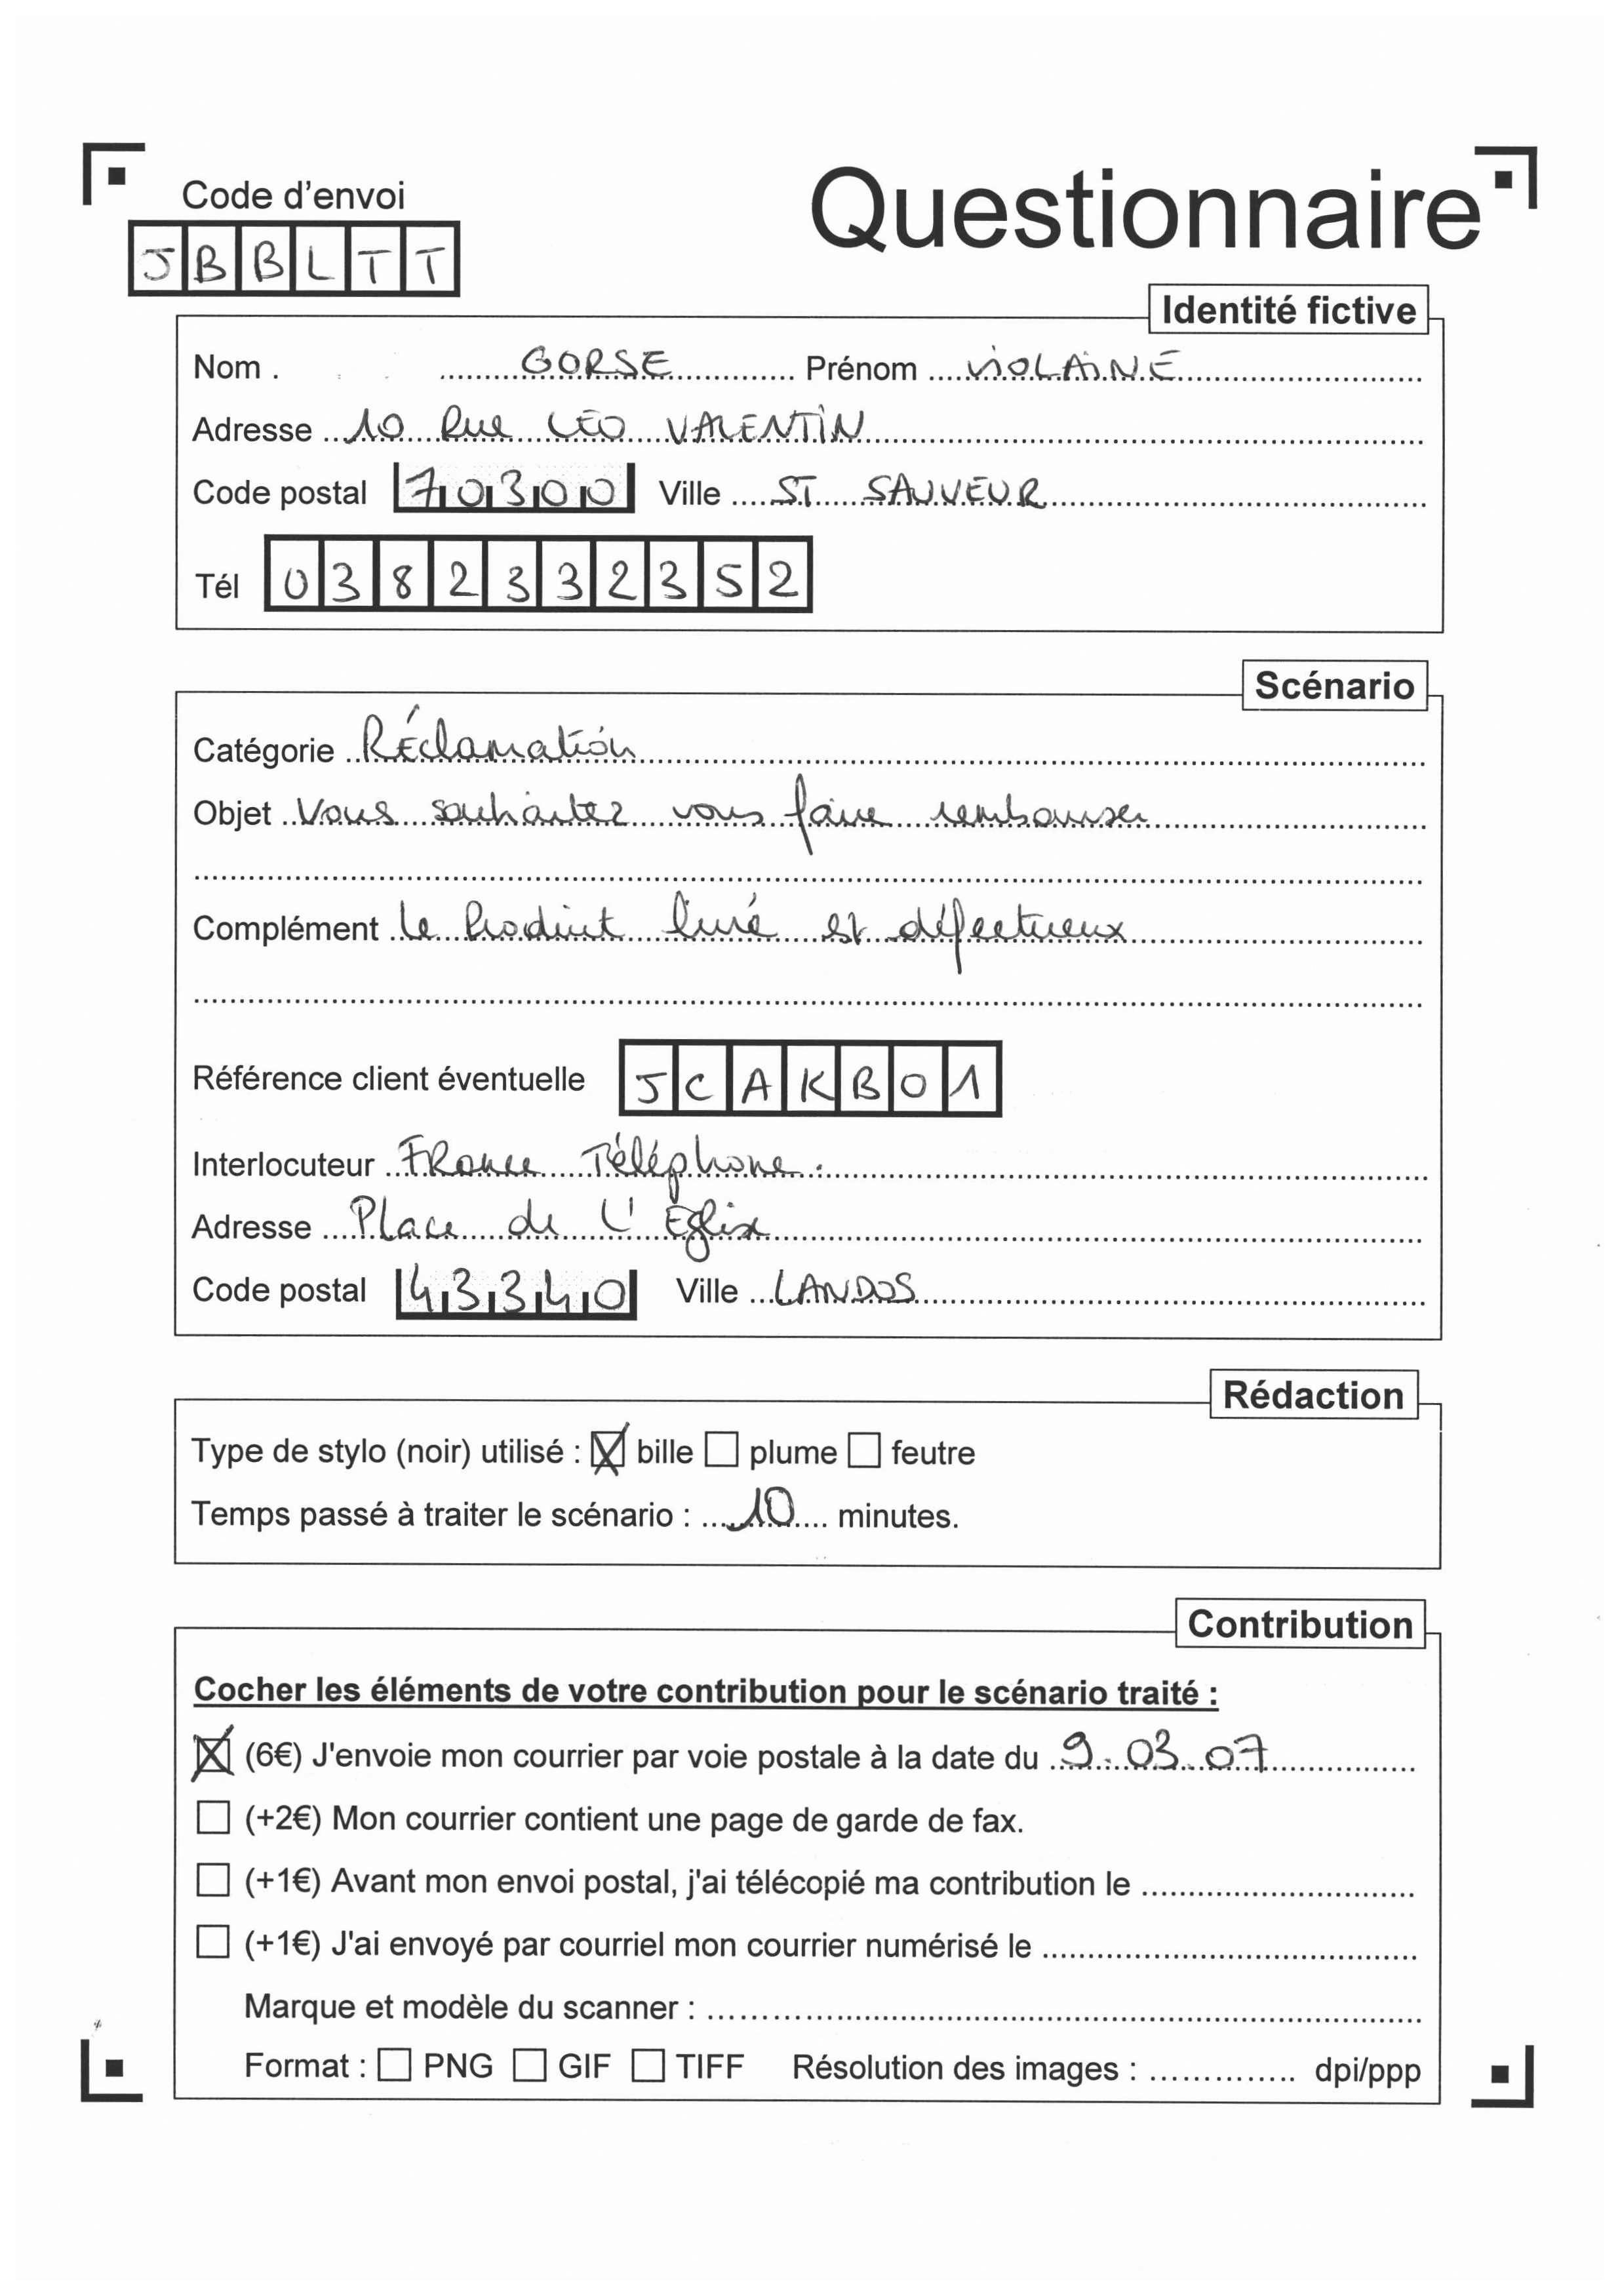 Code d'envoi
Questionnaire
J B B L T T
Identité fictive
Nom . GORSE Prénom ViOLAiNE
Adresse 10 Rue LEO VALENTiN
Code postal 70300 Ville ST SAUVEUR
Tél 0382332352
Scénario
Catégorie RÉclamation
Objet Vous souhaitez vous faire rembourser
Complément Le Produit livré est défectueux
Référence client éventuelle JCAKB01
Interlocuteur FRance Téléphone.
Adresse Place de L'Eglise
Code postal 43340 Ville LANDOS
Rédaction
Type de stylo (noir) utilisé : ☒ bille ☐ plume ☐ feutre
Temps passé à traiter le scénario : 10 minutes.
Contribution
Cocher les éléments de votre contribution pour le scénario traité :
☒ (6€) J'envoie mon courrier par voie postale à la date du 9.03.07
☐ (+2€) Mon courrier contient une page de garde de fax.
☐ (+1€) Avant mon envoi postal, j'ai télécopié ma contribution le
☐ (+1€) J'ai envoyé par courriel mon courrier numérisé le
Marque et modèle du scanner :
Format : ☐ PNG ☐ GIF ☐ TIFF Résolution des images : dpi/ppp